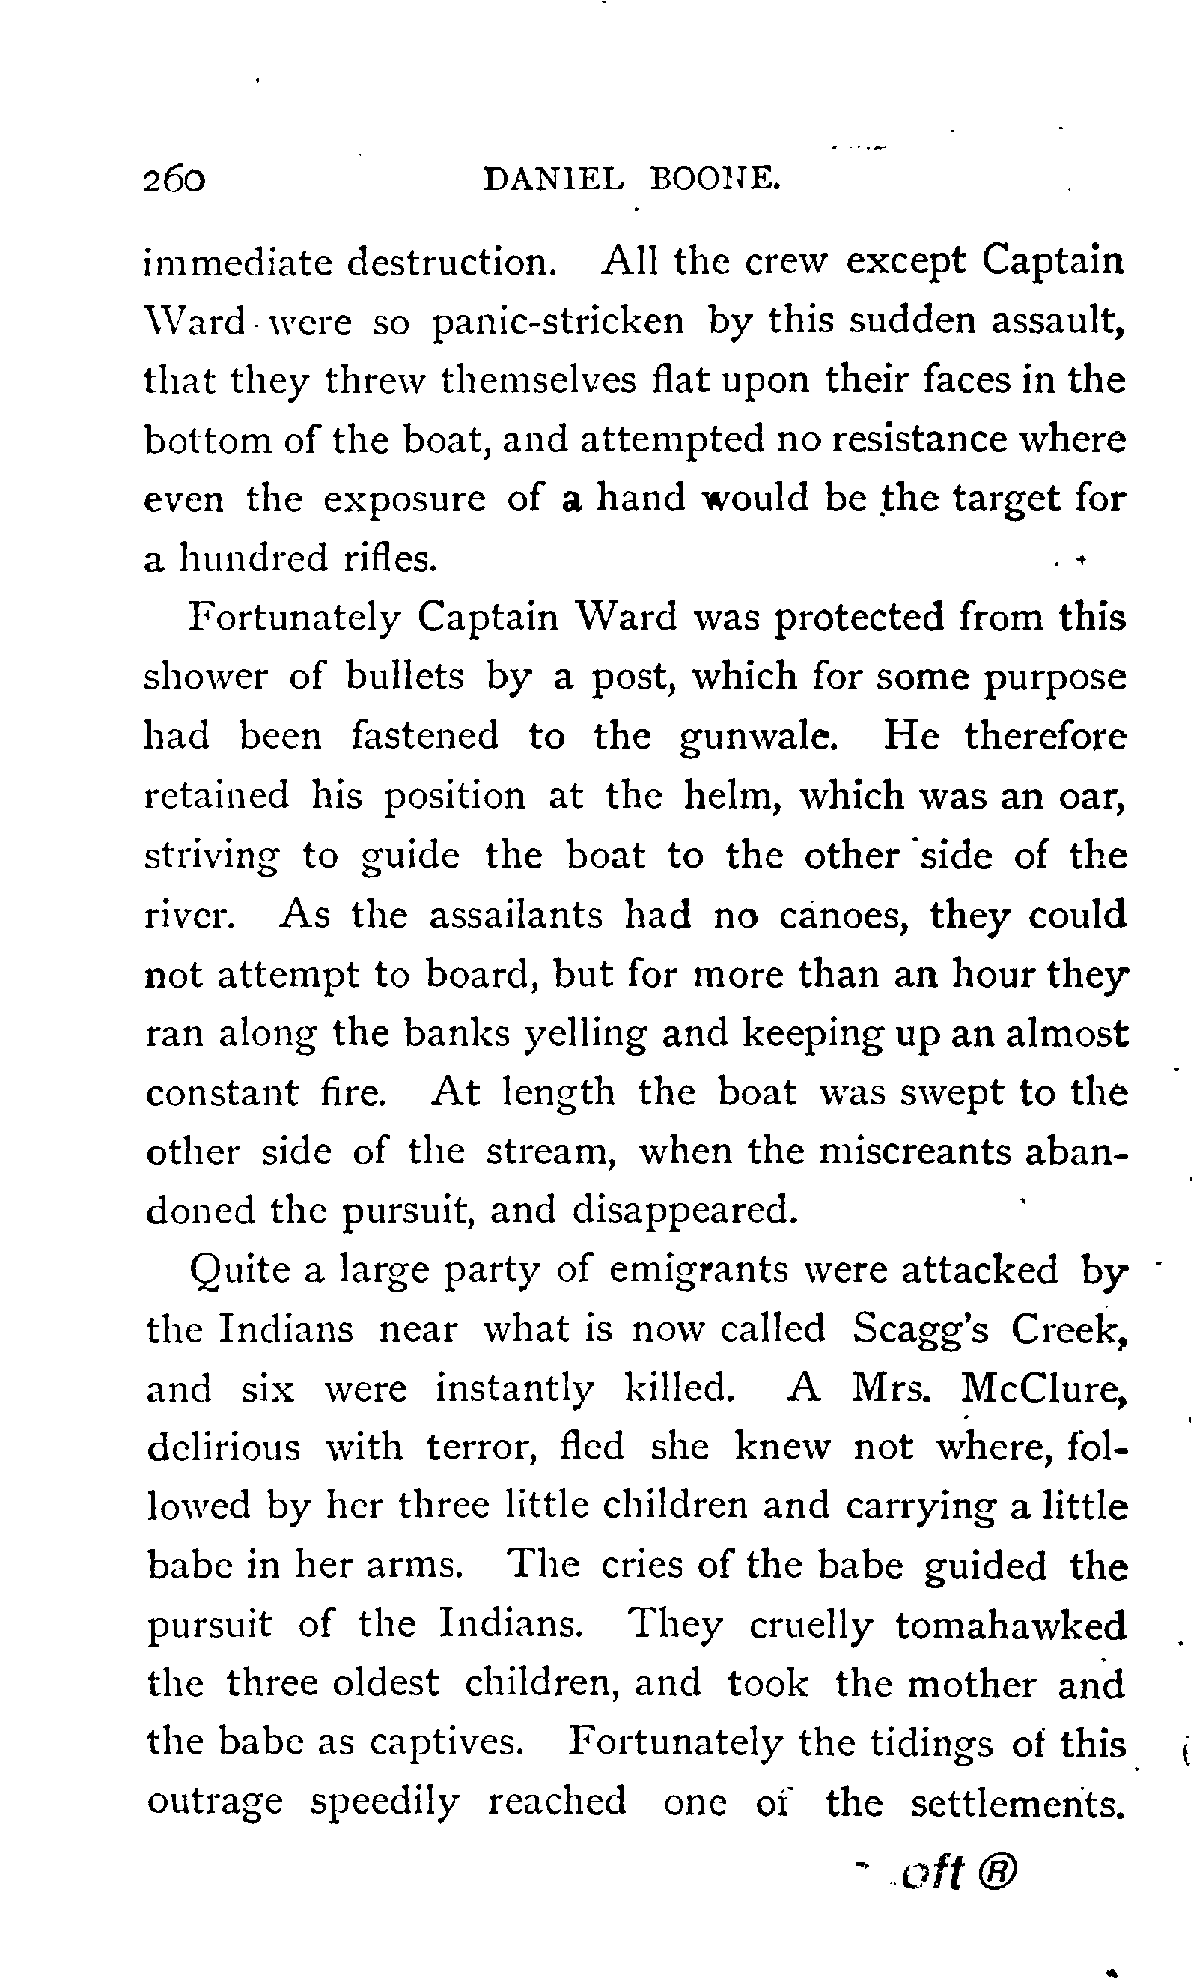 260 DANIEL BOONE.
immediate destruction. All the crew except Captain
Ward were so panic-stricken by this sudden assault,
that they threw themselves flat upon their faces in the
bottom of the boat, and attempted no resistance where
even the exposure of a hand would be the target for
a hundred rifles.
Fortunately Captain Ward was protected from this
shower of bullets by a post, which for some purpose
had been fastened to the gunwale. He therefore
retained his position at the helm, which was an oar,
striving to guide the boat to the other side of the
river. As the assailants had no canoes, they could
not attempt to board, but for more than an hour they
ran along the banks yelling and keeping up an almost
constant fire. At length the boat was swept to the
other side of the stream, when the miscreants aban-
doned the pursuit, and disappeared.
Quite a large party of emigrants were attacked by
the Indians near what is now called Scagg's Creek,
and six were instantly killed. A Mrs. McClure,
delirious with terror, fled she knew not where, fol-
lowed by her three little children and carrying a little
babe in her arms. The cries of the babe guided the
pursuit of the Indians. They cruelly tomahawked
the three oldest children, and took the mother and
the babe as captives. Fortunately the tidings of this
outrage speedily reached one of the settlements.
oft ®